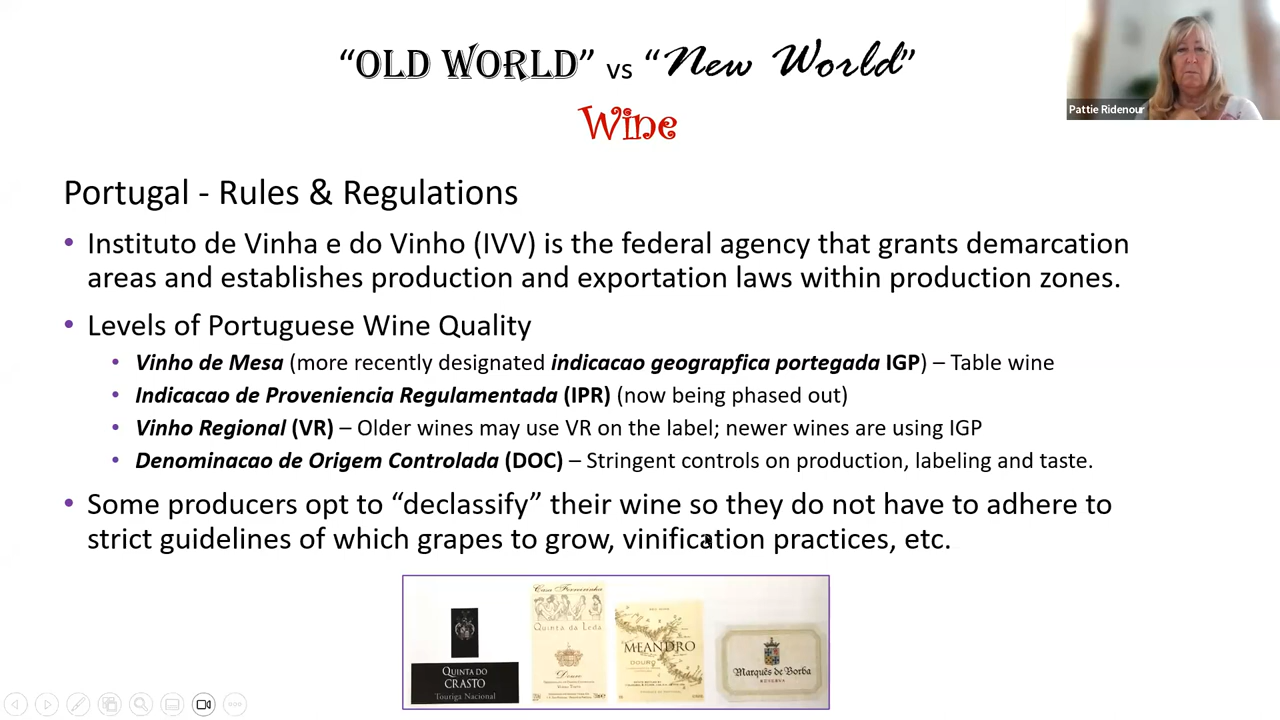 “OLD WORLD” vs “New World”
Wine
Pattie Ridenour
Portugal - Rules & Regulations
• Instituto de Vinha e do Vinho (IVV) is the federal agency that grants demarcation
areas and establishes production and exportation laws within production zones.
• Levels of Portuguese Wine Quality
• Vinho de Mesa (more recently designated indicacao geograpfica portegada IGP) – Table wine
• Indicacao de Proveniencia Regulamentada (IPR) (now being phased out)
• Vinho Regional (VR) – Older wines may use VR on the label; newer wines are using IGP
• Denominacao de Origem Controlada (DOC) – Stringent controls on production, labeling and taste.
• Some producers opt to “declassify” their wine so they do not have to adhere to
strict guidelines of which grapes to grow, vinification practices, etc.
QUINTA DO
CRASTO
Touriga Nacional
Casa Ferreirinha
QUINTA DA LEDA
Douro
MEANDRO
DOURO
Marquês de Borba
RESERVA